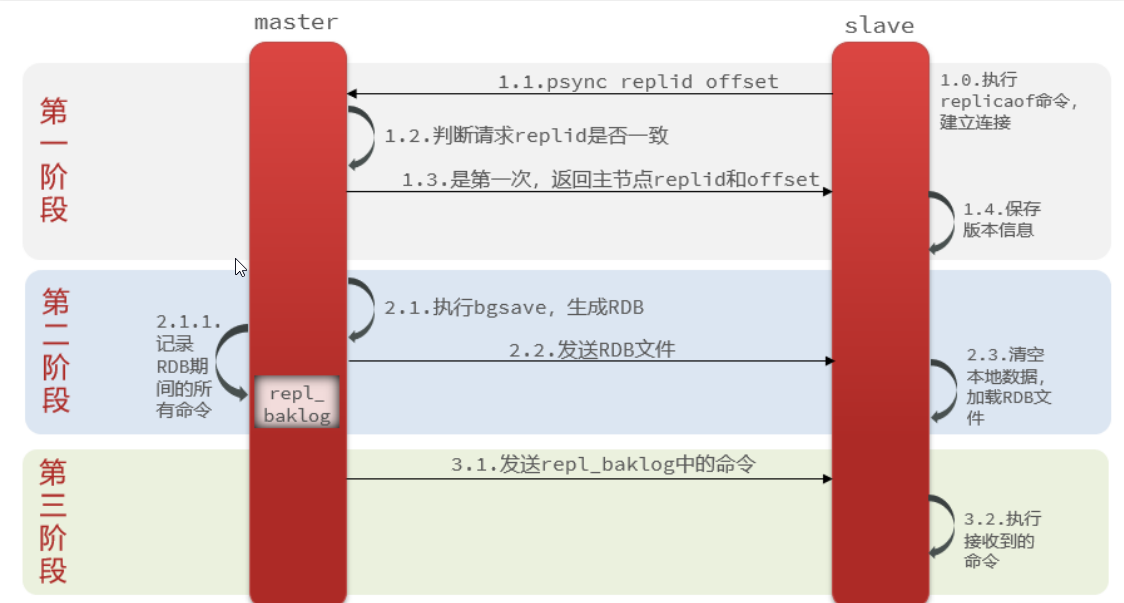 master
slave
第一阶段
1.0.执行
replicaof命令，
建立连接
1.1.psync replid offset
1.2.判断请求replid是否一致
1.3.是第一次，返回主节点replid和offset
1.4.保存
版本信息
第二阶段
2.1.执行bgsave，生成RDB
2.1.1.
记录
RDB期
间的所
有命令
repl_
baklog
2.2.发送RDB文件
2.3.清空
本地数据，
加载RDB文
件
第三阶段
3.1.发送repl_baklog中的命令
3.2.执行
接收到的
命令